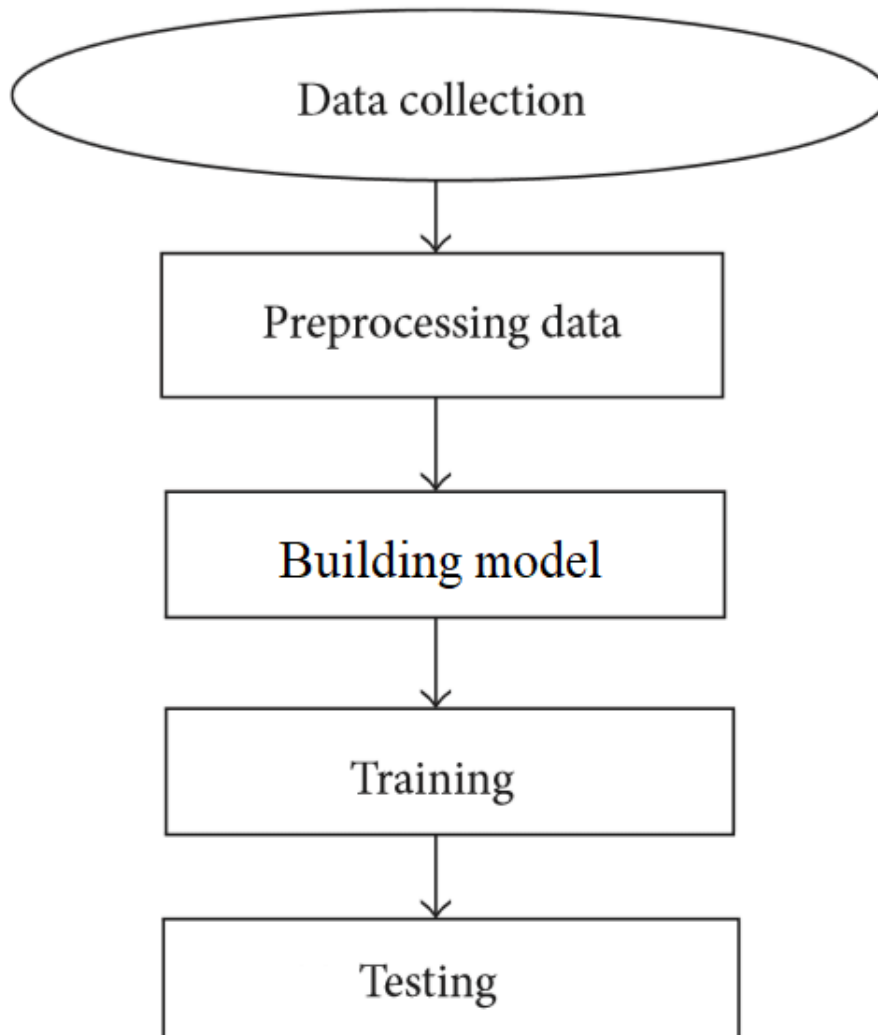 Data collection
Preprocessing data
Building model
Training
Testing